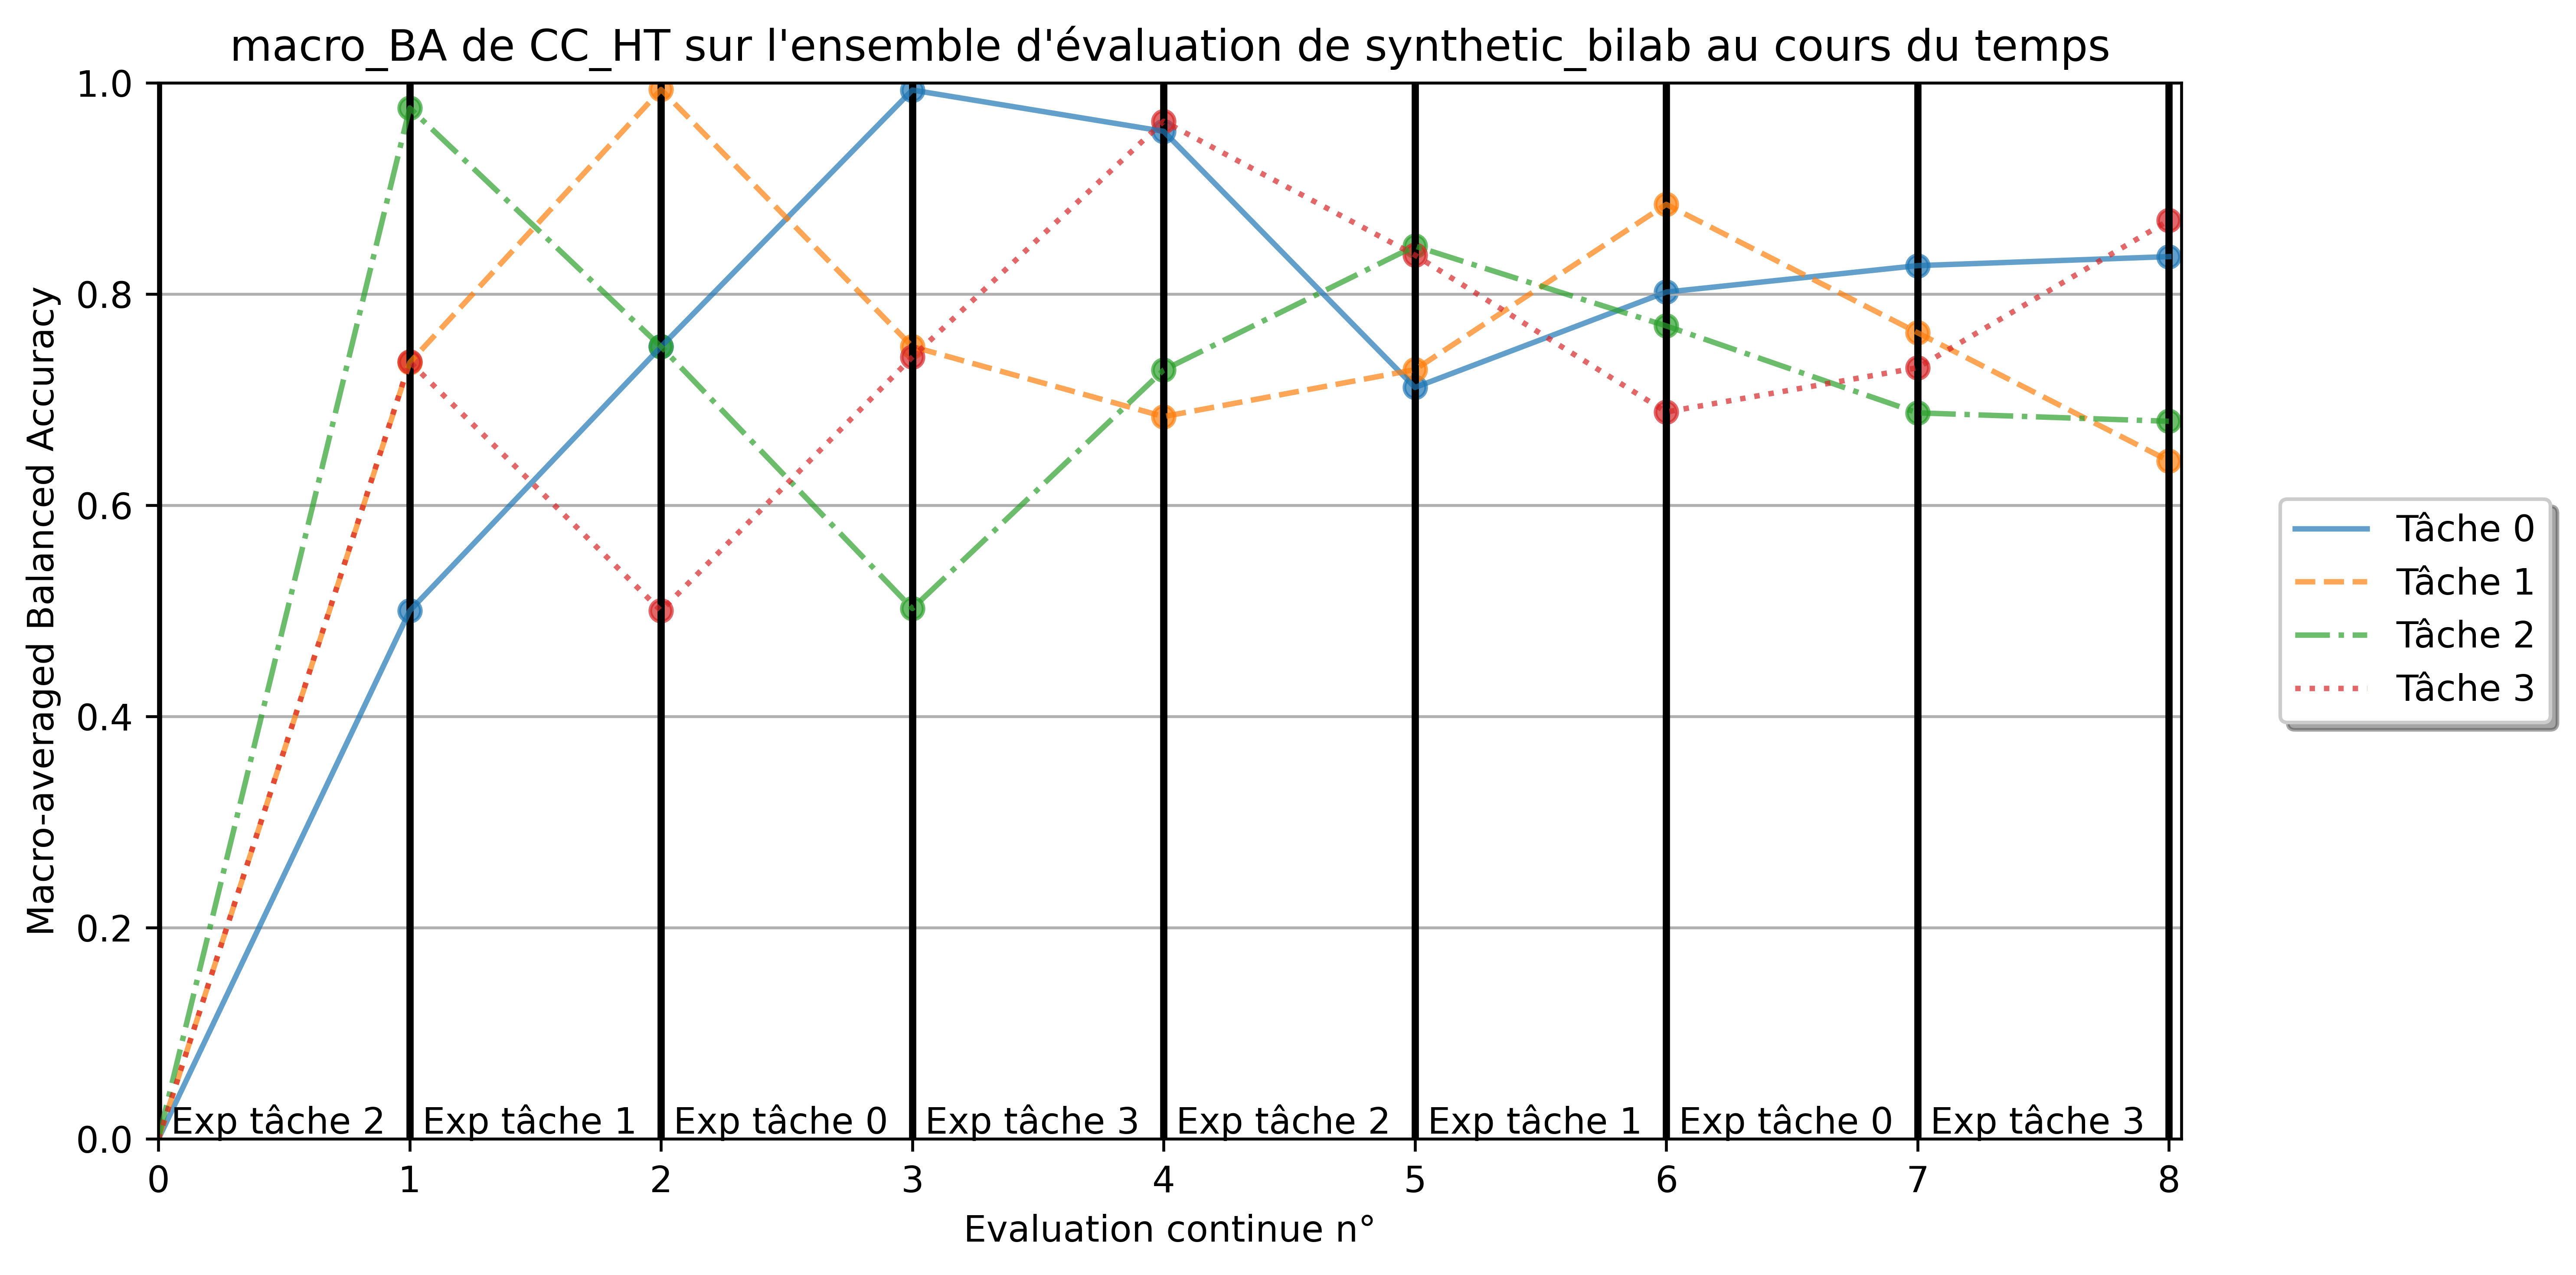 macro_BA de CC_HT sur l'ensemble d'évaluation de synthetic_bilab au cours du temps
Macro-averaged Balanced Accuracy
1.0
0.8
0.6
0.4
0.2
0.0
Exp tâche 2
Exp tâche 1
Exp tâche 0
Exp tâche 3
Exp tâche 2
Exp tâche 1
Exp tâche 0
Exp tâche 3
0 1 2 3 4 5 6 7 8
Evaluation continue n°
Tâche 0
Tâche 1
Tâche 2
Tâche 3